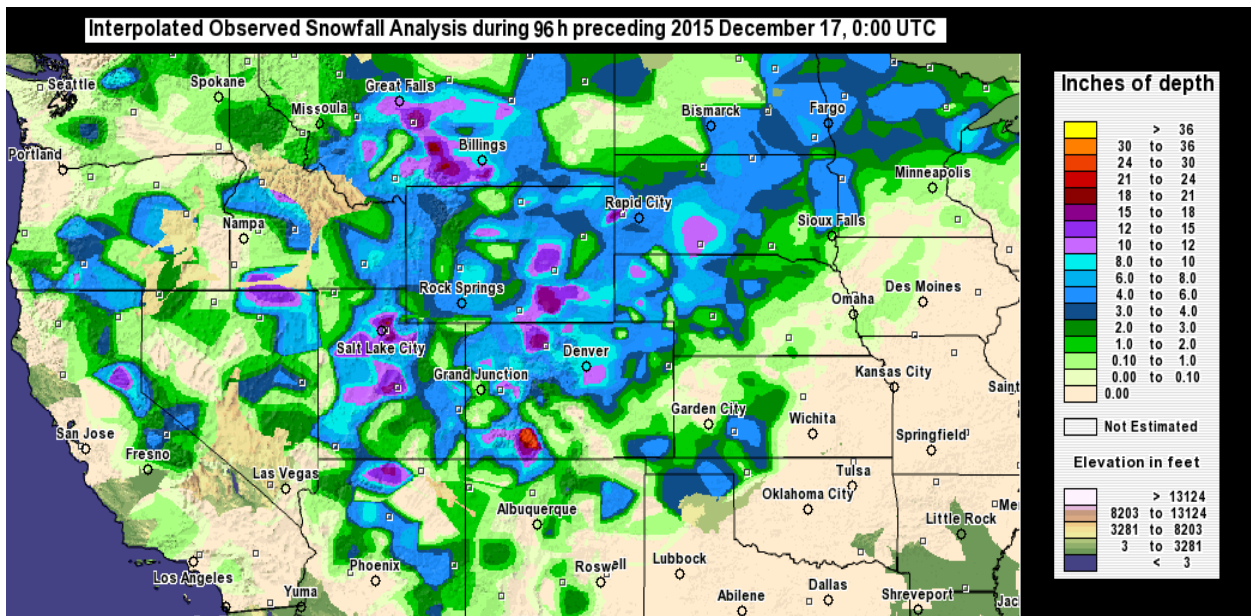 Interpolated Observed Snowfall Analysis during 96 h preceding 2015 December 17, 0:00 UTC
Seattle
Spokane
Great Falls
Missoula
Bismarck
Fargo
Portland
Billings
Minneapolis
Nampa
Rapid City
Sioux Falls
Rock Springs
Des Moines
Omaha
Salt Lake City
Denver
Grand Junction
Kansas City
Saint
Garden City
Wichita
San Jose
Fresno
Springfield
Las Vegas
Tulsa
Oklahoma City
Albuquerque
Little Rock
Me
Lubbock
Phoenix
Roswell
Los Angeles
Yuma
Abilene
Dallas
Shreveport
Jac
Inches of depth
> 36
30 to 36
24 to 30
21 to 24
18 to 21
15 to 18
12 to 15
10 to 12
8.0 to 10
6.0 to 8.0
4.0 to 6.0
3.0 to 4.0
2.0 to 3.0
1.0 to 2.0
0.10 to 1.0
0.00 to 0.10
0.00
Not Estimated
Elevation in feet
> 13124
8203 to 13124
3281 to 8203
3 to 3281
< 3